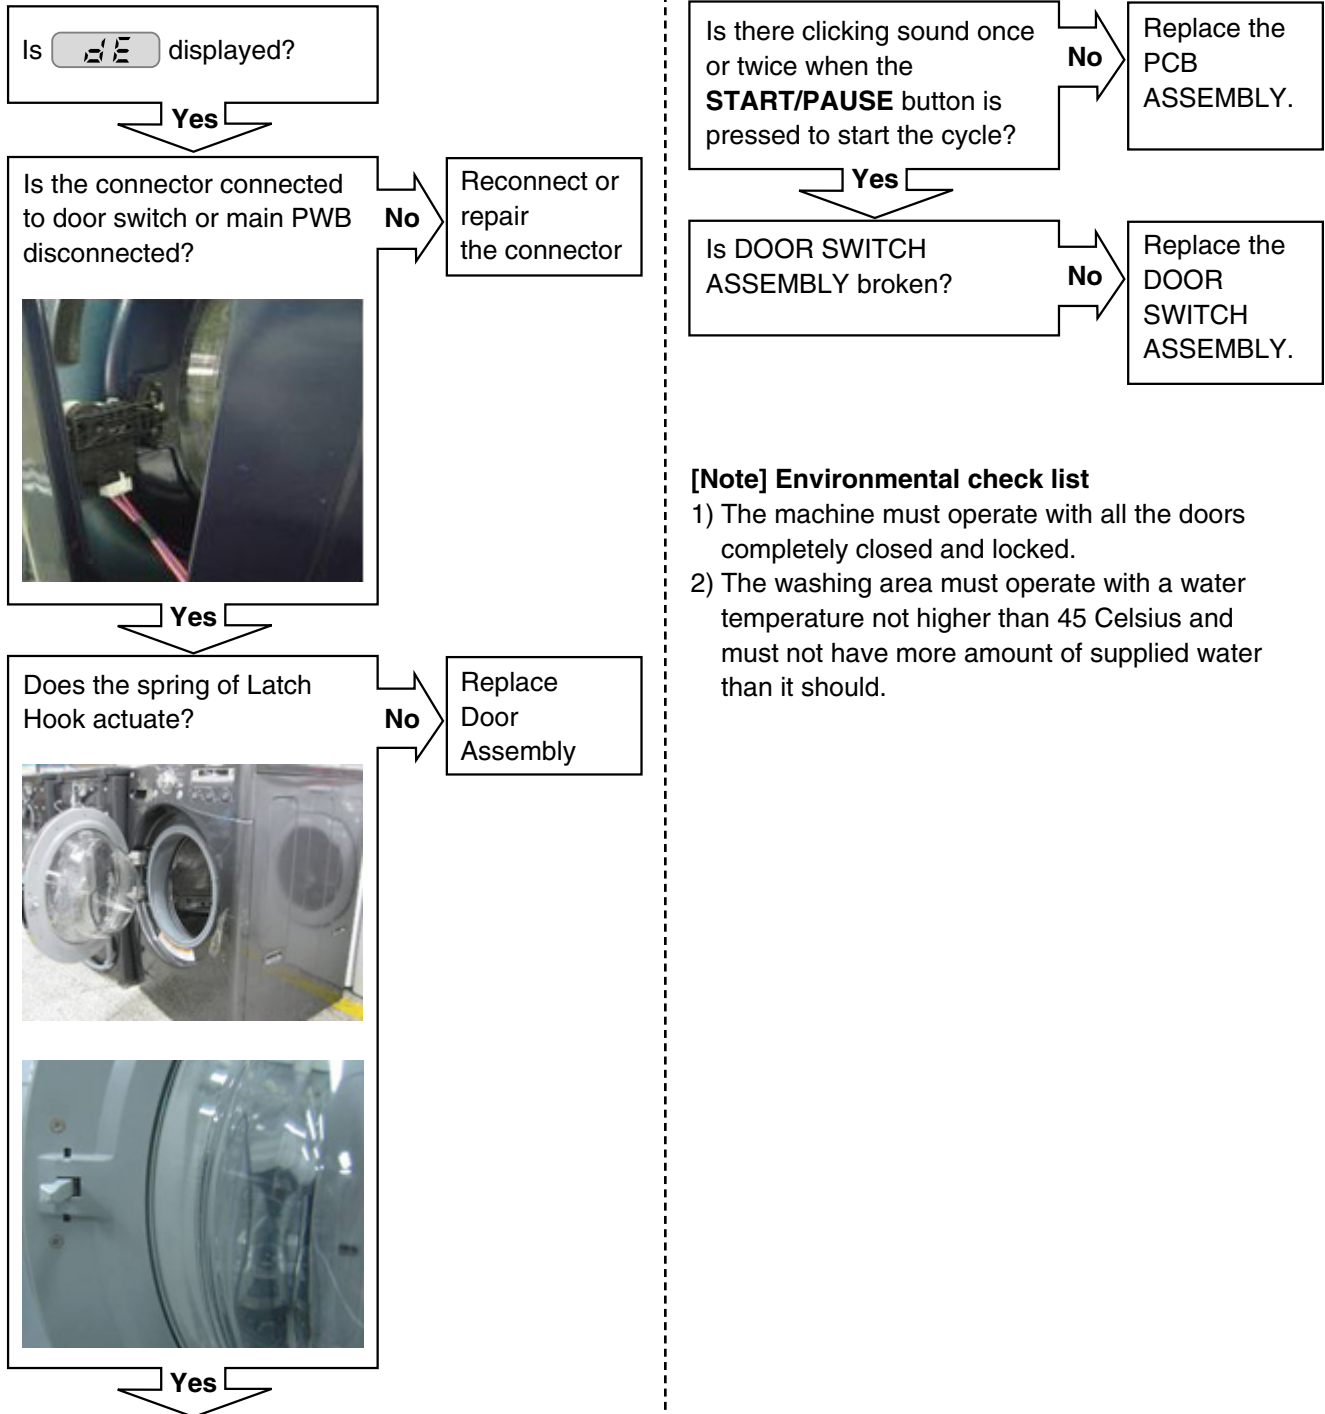 Is dE displayed?
Yes
Is the connector connected
to door switch or main PWB
disconnected?
No
Reconnect or
repair
the connector
Yes
Does the spring of Latch
Hook actuate?
No
Replace
Door
Assembly
Yes
Is there clicking sound once
or twice when the
START/PAUSE button is
pressed to start the cycle?
No
Replace the
PCB
ASSEMBLY.
Yes
Is DOOR SWITCH
ASSEMBLY broken?
No
Replace the
DOOR
SWITCH
ASSEMBLY.
[Note] Environmental check list
1) The machine must operate with all the doors
completely closed and locked.
2) The washing area must operate with a water
temperature not higher than 45 Celsius and
must not have more amount of supplied water
than it should.